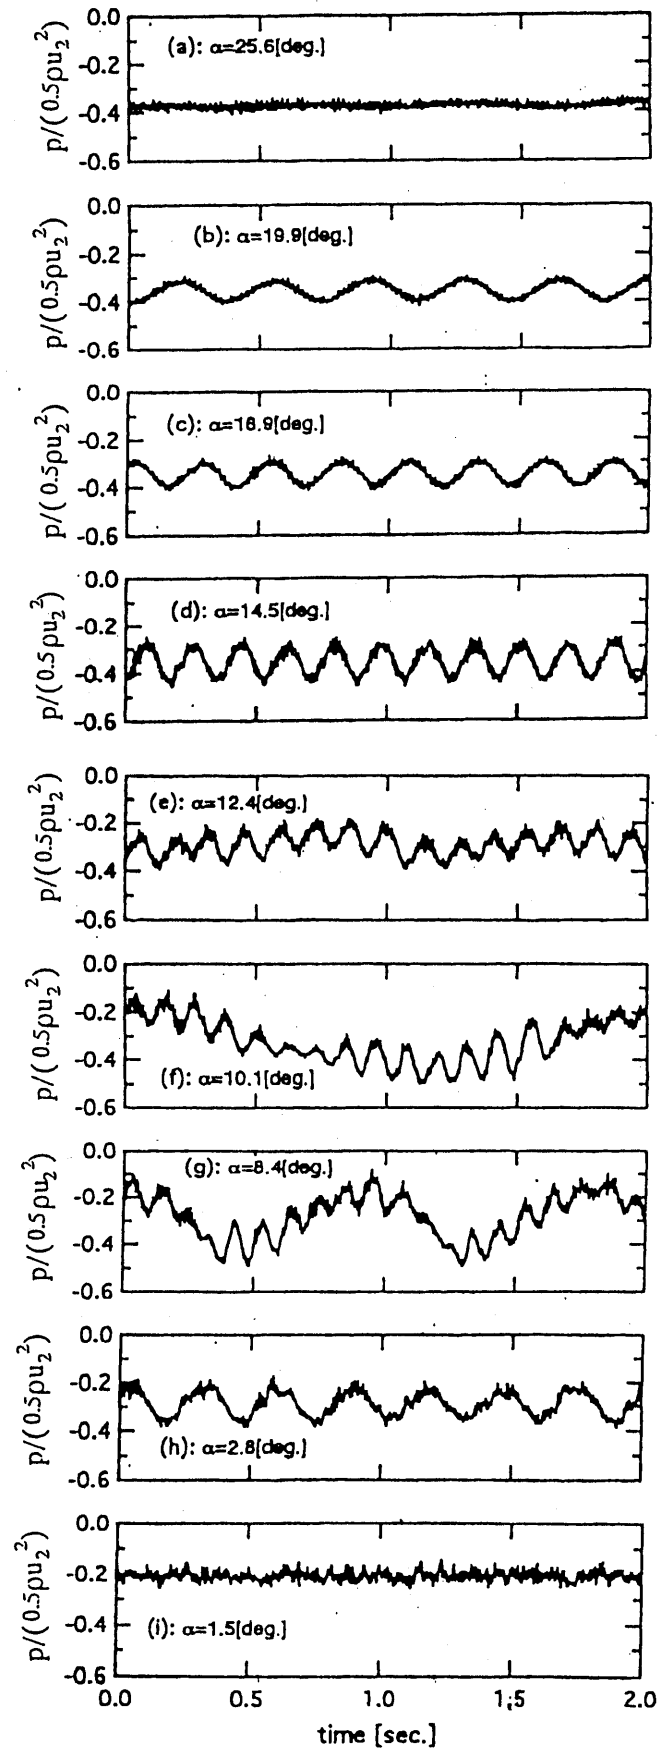 0.0
(a): α=25.6[deg.]
-0.2
p/(0.5ρu₂²)
-0.4
-0.6
0.0
(b): α=19.9[deg.]
-0.2
p/(0.5ρu₂²)
-0.4
-0.6
0.0
(c): α=16.9[deg.]
-0.2
p/(0.5ρu₂²)
-0.4
-0.6
0.0
(d): α=14.5[deg.]
-0.2
p/(0.5ρu₂²)
-0.4
-0.6
0.0
(e): α=12.4[deg.]
-0.2
p/(0.5ρu₂²)
-0.4
-0.6
0.0
-0.2
p/(0.5ρu₂²)
-0.4
(f): α=10.1[deg.]
-0.6
0.0
(g): α=8.4[deg.]
-0.2
p/(0.5ρu₂²)
-0.4
-0.6
0.0
-0.2
p/(0.5ρu₂²)
-0.4
(h): α=2.8[deg.]
-0.6
0.0
-0.2
p/(0.5ρu₂²)
-0.4
(i): α=1.5[deg.]
-0.6
0.0 0.5 1.0 1.5 2.0
time [sec.]